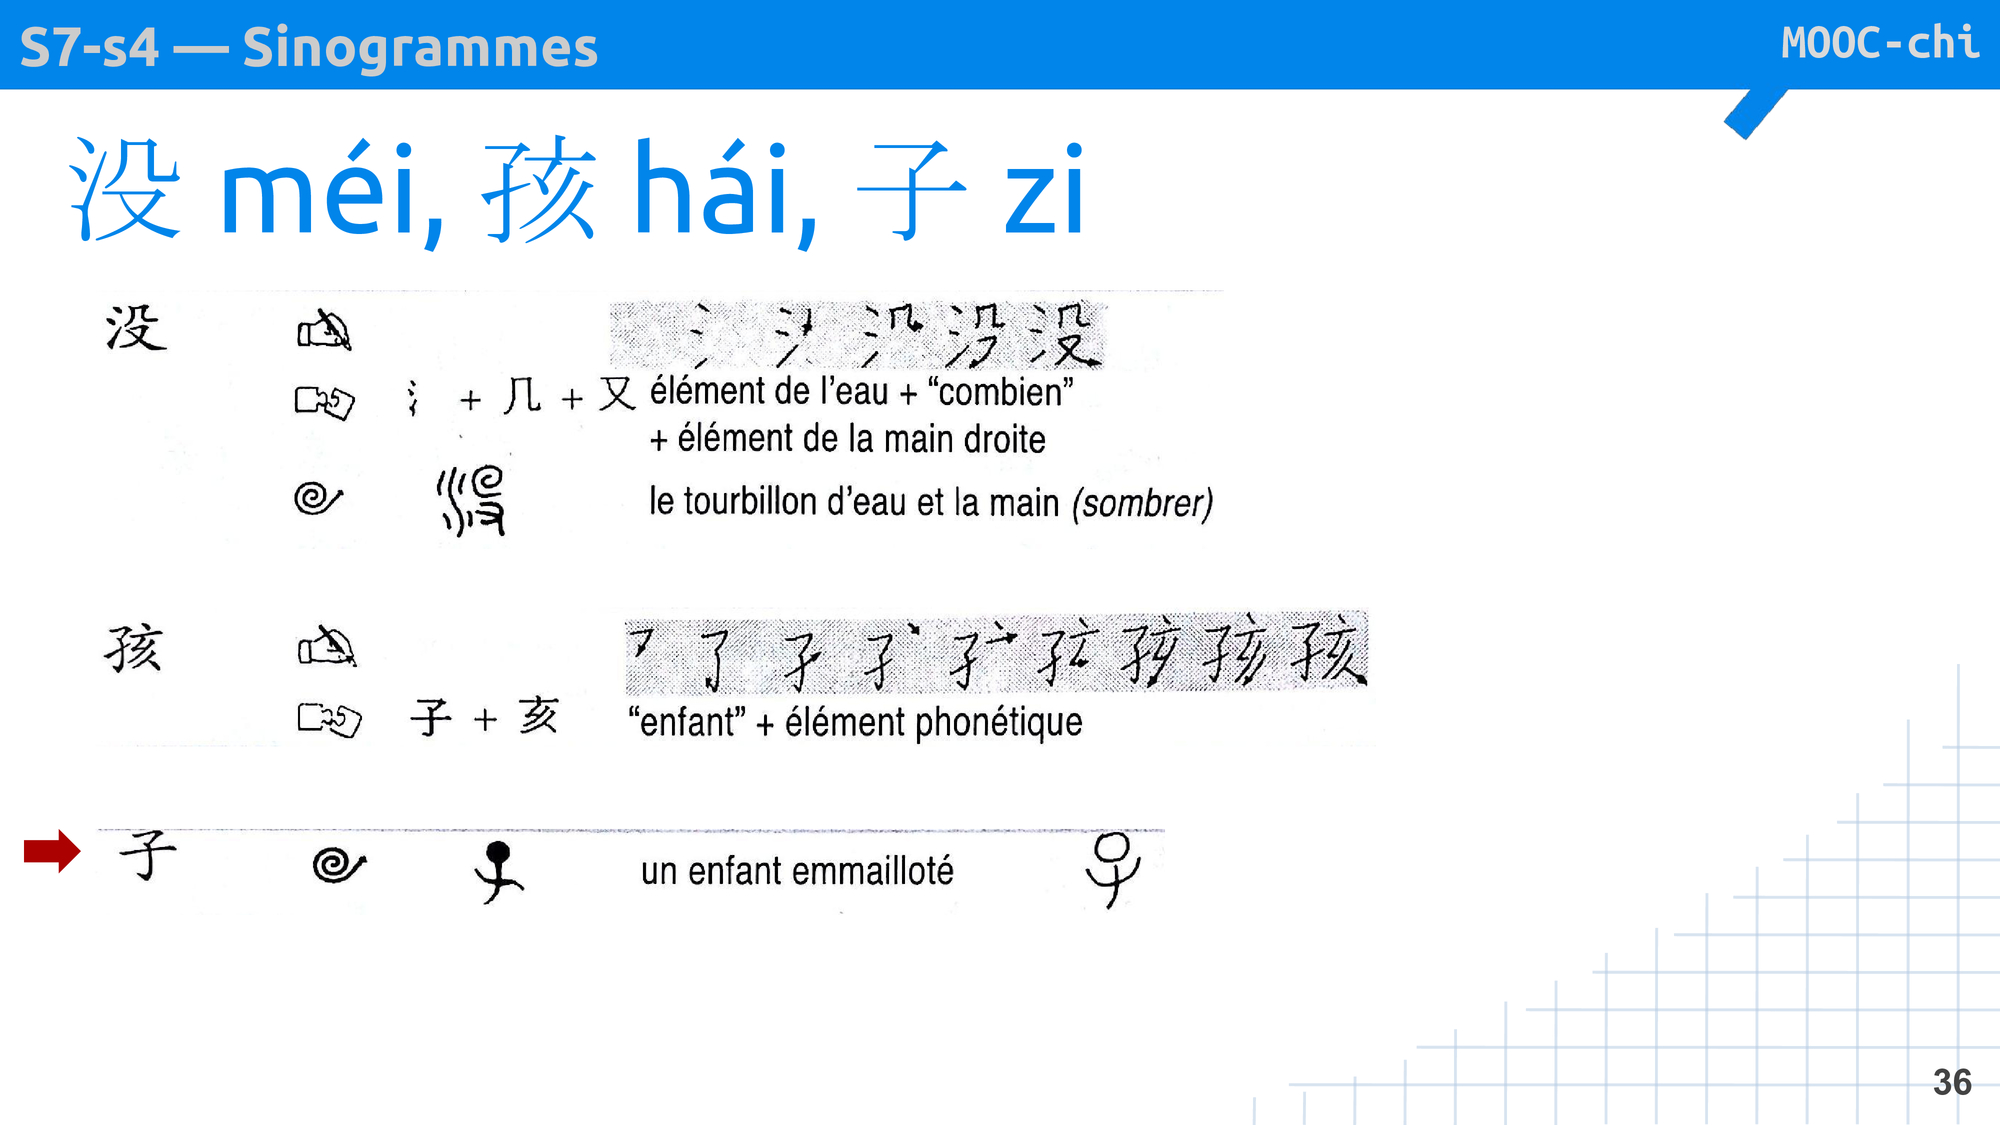 S7-s4 — Sinogrammes
MOOC-chi
没 méi, 孩 hái, 子 zi
没
氵 + 几 + 又 élément de l'eau + “combien”
+ élément de la main droite
le tourbillon d'eau et la main (sombrer)
孩
子 + 亥 “enfant” + élément phonétique
子 un enfant emmailloté
36